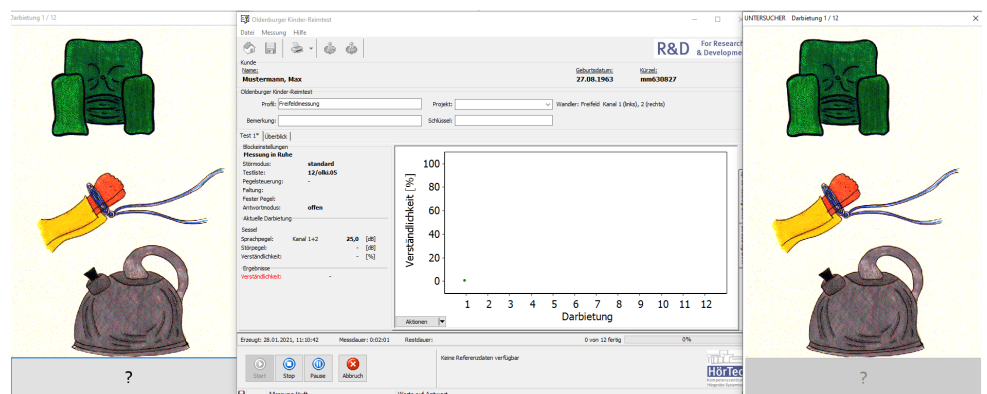 Darbietung 1 / 12
Oldenburger Kinder-Reimtest
UNTERSUCHER Darbietung 1 / 12
Datei Messung Hilfe
R&D For Research
& Developme
Kunde
Name: Geburtsdatum: Kürzel:
Mustermann, Max 27.08.1963 mm630827
Oldenburger Kinder-Reimtest
Profil: Freifeldmessung Projekt: Wandler: Freifeld Kanal 1 (links), 2 (rechts)
Bemerkung: Schlüssel:
Test 1* Überblick
Blockeinstellungen
Messung in Ruhe
Störmodus: standard
Testliste: 12/olki.05
Pegelsteuerung: -
Faltung:
Fester Pegel:
Antwortmodus: offen
Aktuelle Darbietung
Sessel
Sprachpegel: Kanal 1+2 25,0 [dB]
Störpegel: - [dB]
Verständlichkeit: - [%]
Ergebnisse
Verständlichkeit: -
Verständlichkeit [%]
100
80
60
40
20
0
1 2 3 4 5 6 7 8 9 10 11 12
Darbietung
Aktionen
Erzeugt: 28.01.2021, 11:10:42 Messdauer: 0:02:01 Restdauer: 0 von 12 fertig 0%
Start Stop Pause Abbruch
Keine Referenzdaten verfügbar
HörTec
? ?